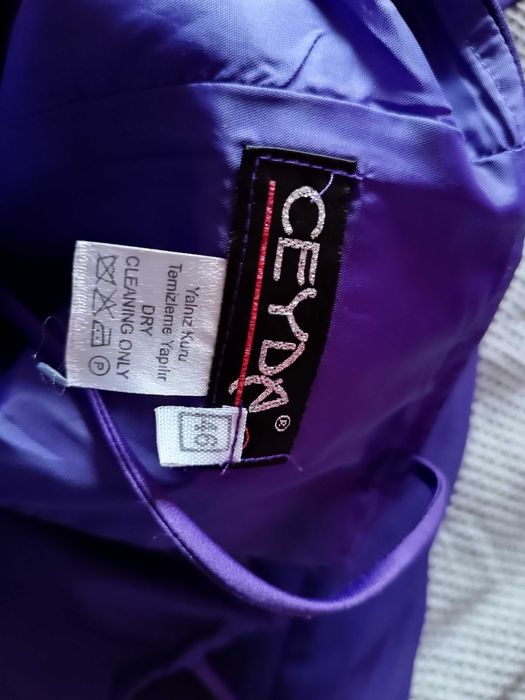 CEYDA®
Yalnız Kuru
Temizleme Yapılır
DRY
CLEANING ONLY
P
46